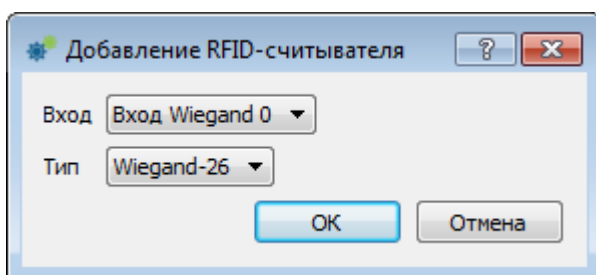 Добавление RFID-считывателя ?
Вход Вход Wiegand 0
Тип Wiegand-26
OK Отмена